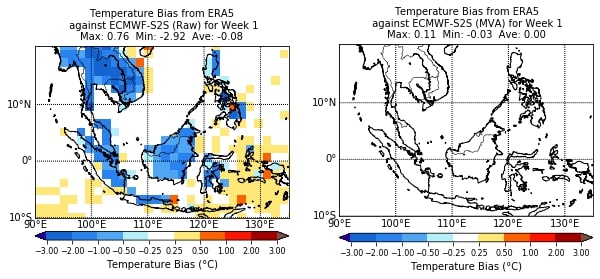 Temperature Bias from ERA5
against ECMWF-S2S (Raw) for Week 1
Max: 0.76 Min: -2.92 Ave: -0.08
10°N
0°
10°S
90°E 100°E 110°E 120°E 130°E
−3.00 −2.00 −1.00 −0.50 −0.25 0.25 0.50 1.00 2.00 3.00
Temperature Bias (°C)
Temperature Bias from ERA5
against ECMWF-S2S (MVA) for Week 1
Max: 0.11 Min: -0.03 Ave: 0.00
10°N
0°
10°S
90°E 100°E 110°E 120°E 130°E
−3.00 −2.00 −1.00 −0.50 −0.25 0.25 0.50 1.00 2.00 3.00
Temperature Bias (°C)